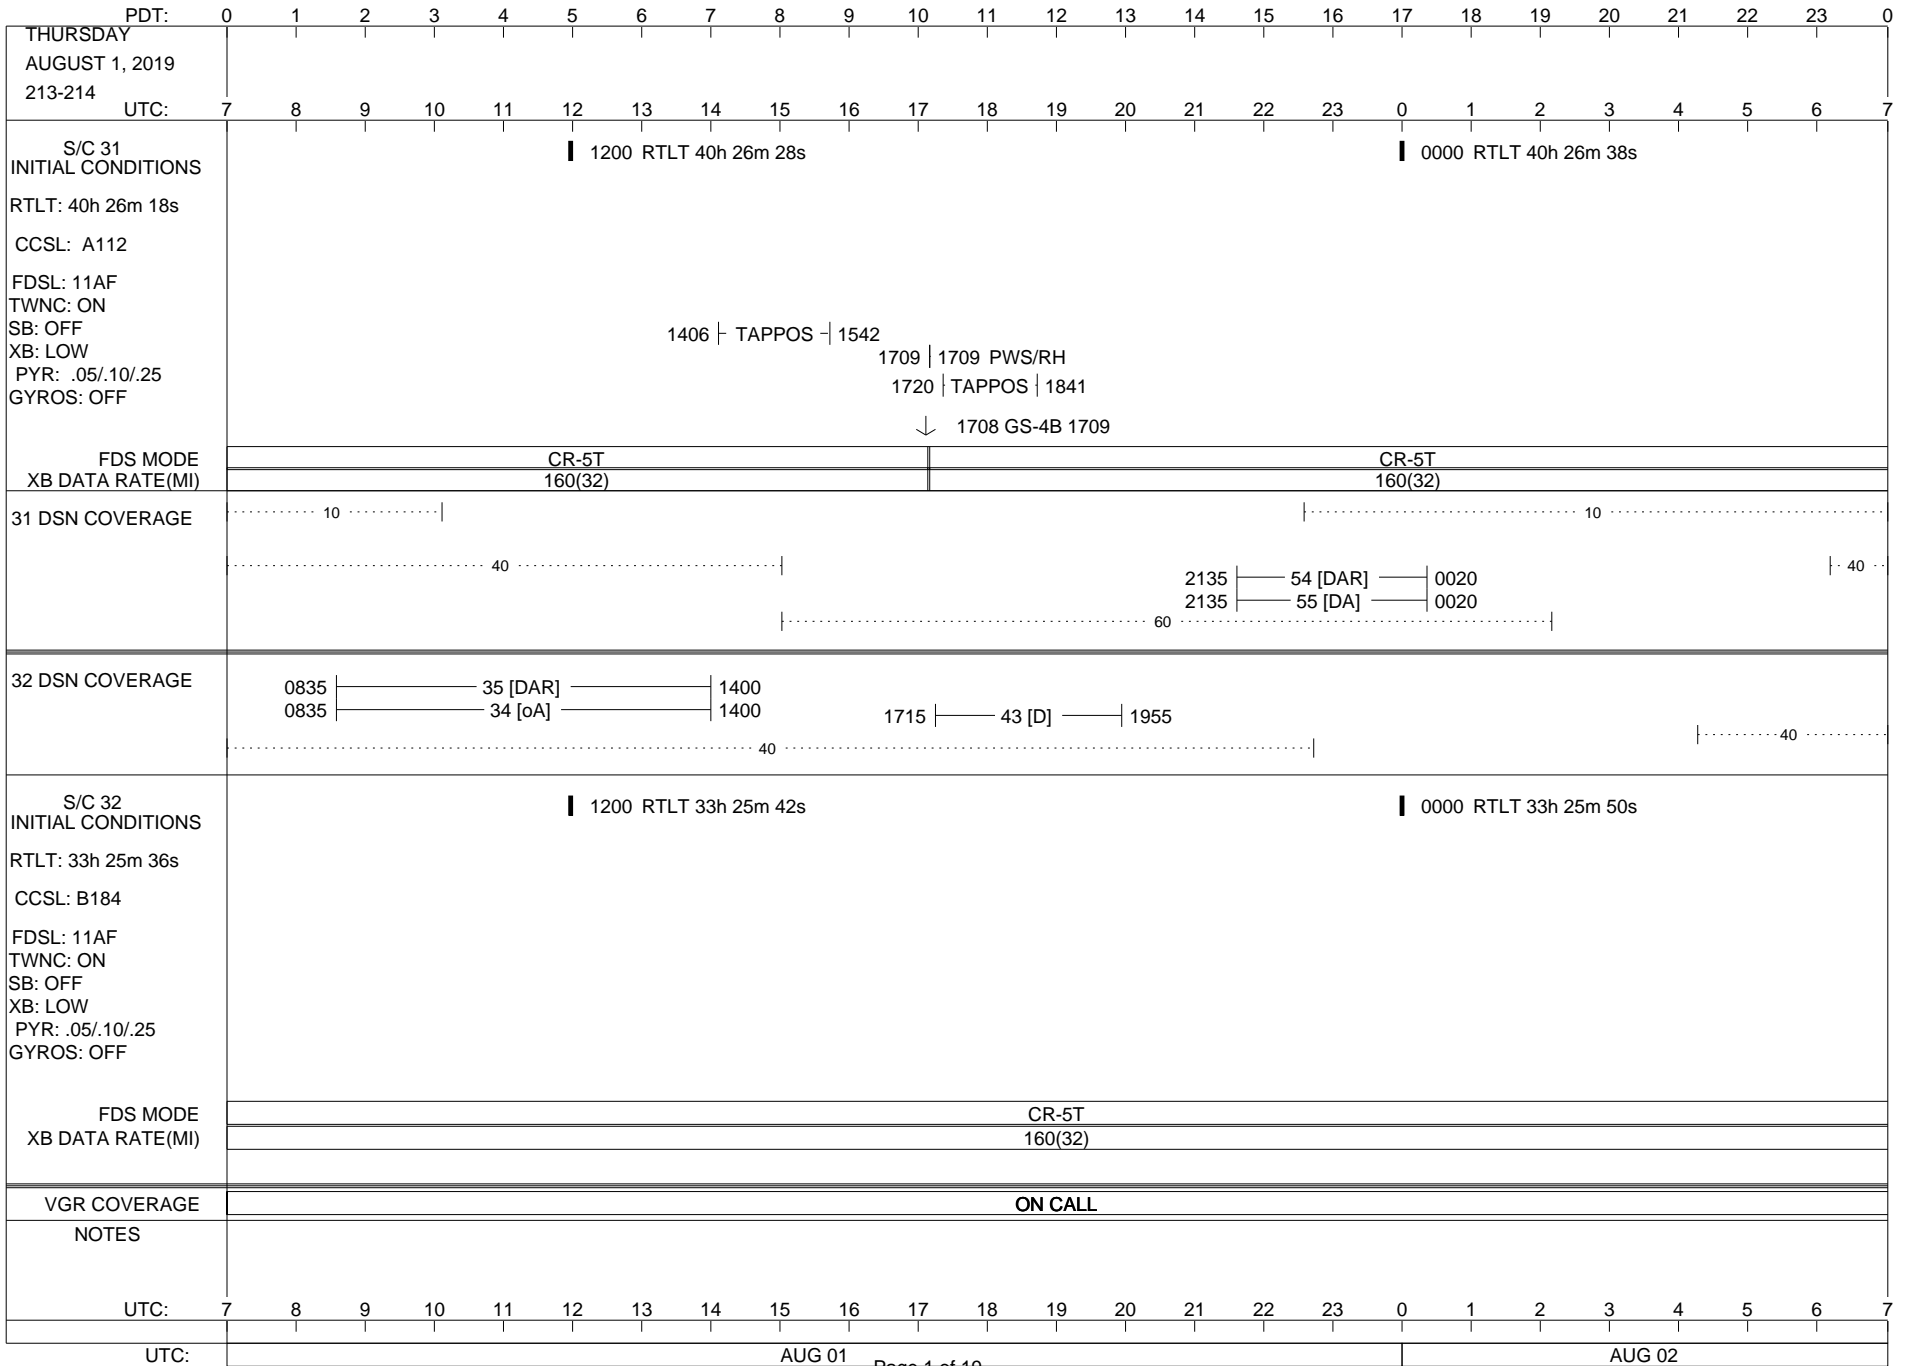 PDT: 0 1 2 3 4 5 6 7 8 9 10 11 12 13 14 15 16 17 18 19 20 21 22 23 0
THURSDAY
AUGUST 1, 2019
213-214
UTC: 7 8 9 10 11 12 13 14 15 16 17 18 19 20 21 22 23 0 1 2 3 4 5 6 7
S/C 31
INITIAL CONDITIONS
1200 RTLT 40h 26m 28s 0000 RTLT 40h 26m 38s
RTLT: 40h 26m 18s
CCSL: A112
FDSL: 11AF
TWNC: ON
SB: OFF
XB: LOW
PYR: .05/.10/.25
GYROS: OFF
1406 TAPPOS 1542
1709 1709 PWS/RH
1720 TAPPOS 1841
1708 GS-4B 1709
FDS MODE CR-5T CR-5T
XB DATA RATE(MI) 160(32) 160(32)
31 DSN COVERAGE
10 10
40 40
2135 54 [DAR] 0020
2135 55 [DA] 0020
60
32 DSN COVERAGE
0835 35 [DAR] 1400
0835 34 [oA] 1400
1715 43 [D] 1955
40 40
S/C 32
INITIAL CONDITIONS
1200 RTLT 33h 25m 42s 0000 RTLT 33h 25m 50s
RTLT: 33h 25m 36s
CCSL: B184
FDSL: 11AF
TWNC: ON
SB: OFF
XB: LOW
PYR: .05/.10/.25
GYROS: OFF
FDS MODE CR-5T
XB DATA RATE(MI) 160(32)
VGR COVERAGE ON CALL
NOTES
UTC: 7 8 9 10 11 12 13 14 15 16 17 18 19 20 21 22 23 0 1 2 3 4 5 6 7
UTC: AUG 01 AUG 02
Page 1 of 19